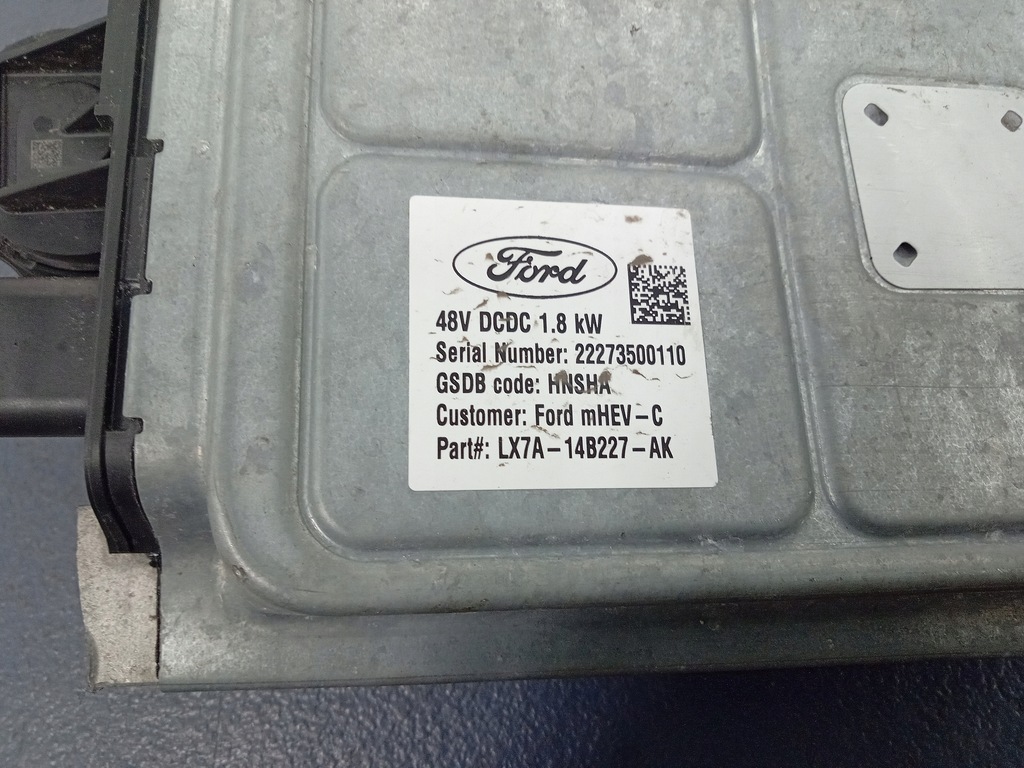 Ford
48V DCDC 1.8 kW
Serial Number: 22273500110
GSDB code: HNSHA
Customer: Ford mHEV-C
Part#: LX7A-14B227-AK